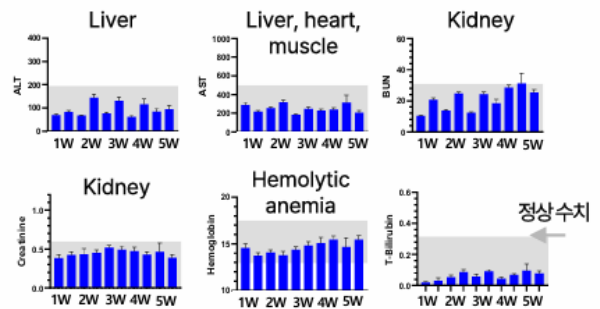 Liver
Liver, heart,
muscle
Kidney
ALT
400
300
200
100
0
1W 2W 3W 4W 5W
AST
1000
800
600
400
200
0
1W 2W 3W 4W 5W
BUN
60
40
20
0
1W 2W 3W 4W 5W
Kidney
Hemolytic
anemia
Creatinine
1.0
0.5
0.0
1W 2W 3W 4W 5W
Hemoglobin
20
15
10
1W 2W 3W 4W 5W
T-Bilirubin
0.6
0.4
0.2
0.0
1W 2W 3W 4W 5W
정상 수치